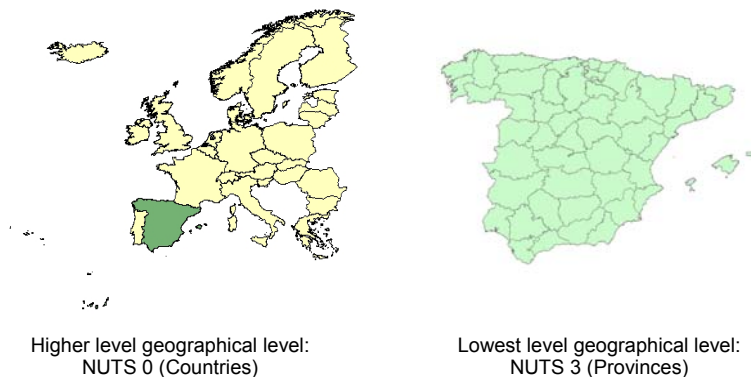 Higher level geographical level:
NUTS 0 (Countries)
Lowest level geographical level:
NUTS 3 (Provinces)